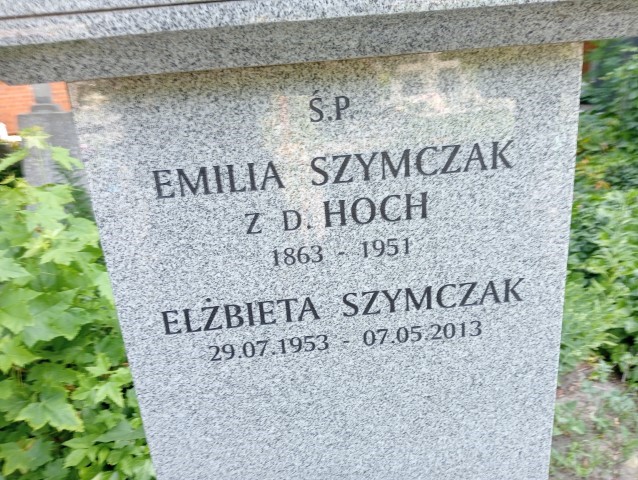 Ś.P.
EMILIA SZYMCZAK
Z D. HOCH
1863 - 1951
ELŻBIETA SZYMCZAK
29.07.1953 - 07.05.2013